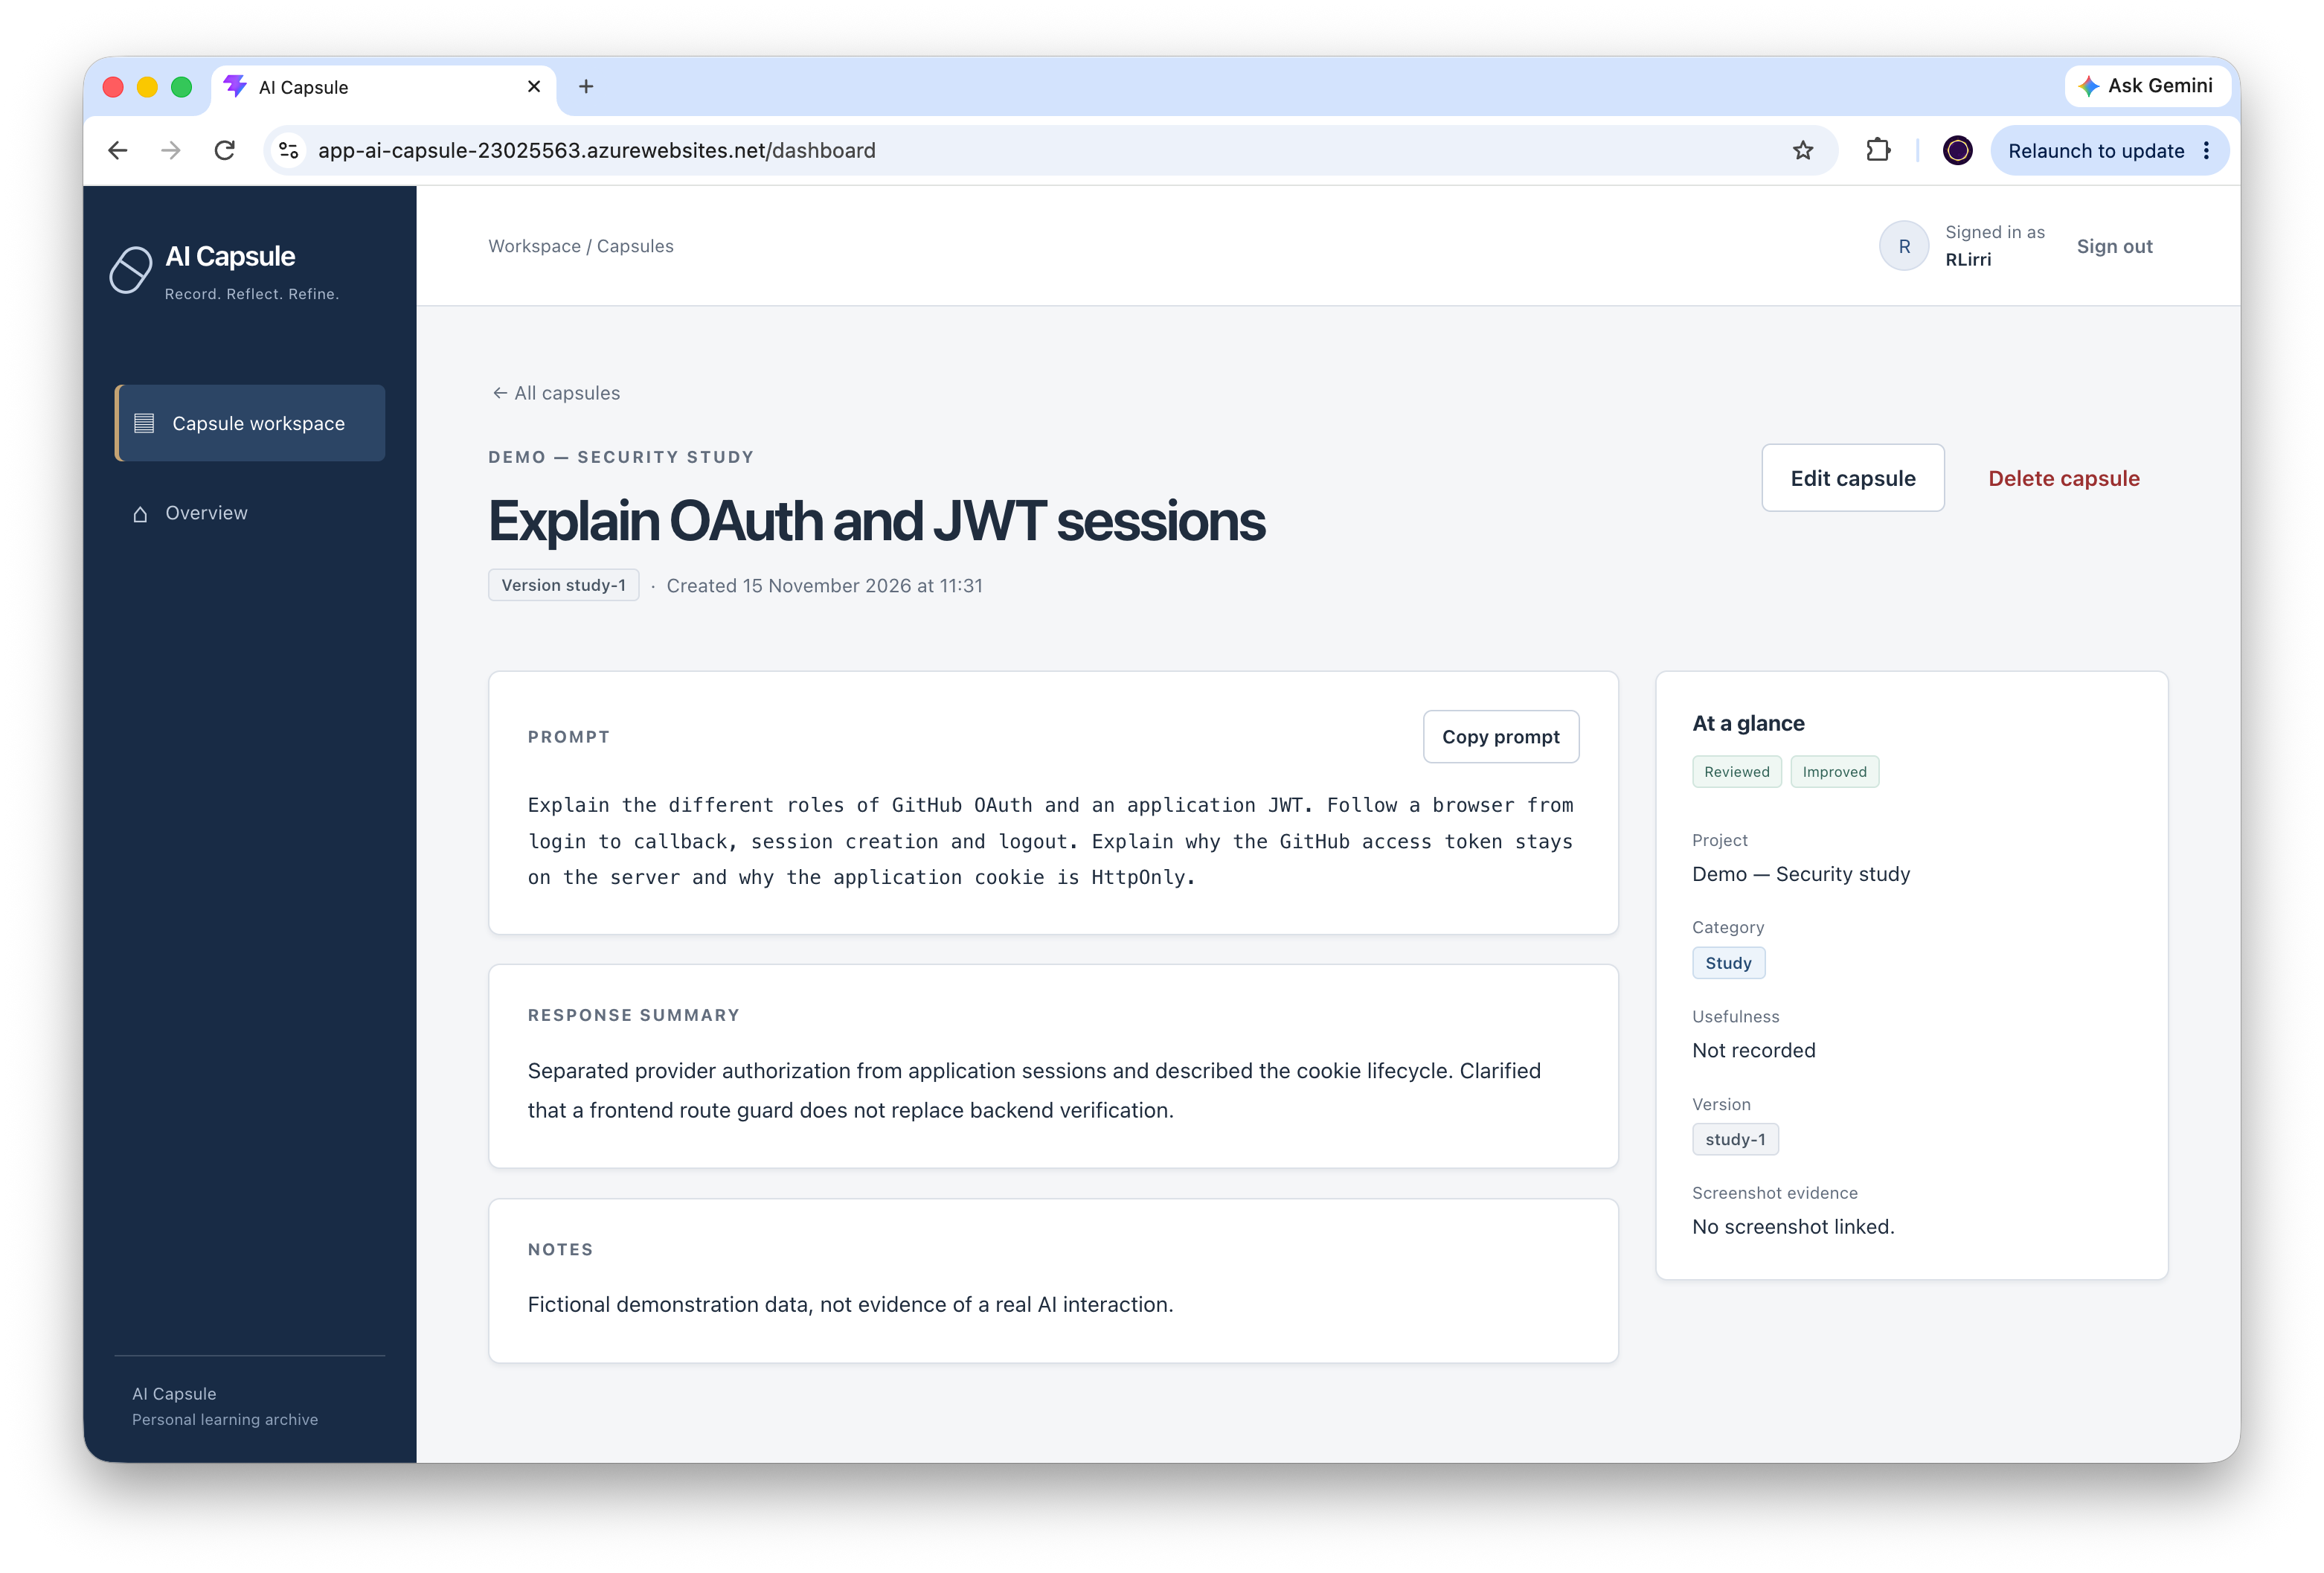 AI Capsule
Ask Gemini
app-ai-capsule-23025563.azurewebsites.net/dashboard
Relaunch to update
AI Capsule
Record. Reflect. Refine.
Capsule workspace
Overview
AI Capsule
Personal learning archive
Workspace / Capsules
R
Signed in as
RLirri
Sign out
← All capsules
DEMO — SECURITY STUDY
Explain OAuth and JWT sessions
Version study-1 · Created 15 November 2026 at 11:31
Edit capsule
Delete capsule
PROMPT
Copy prompt
Explain the different roles of GitHub OAuth and an application JWT. Follow a browser from
login to callback, session creation and logout. Explain why the GitHub access token stays
on the server and why the application cookie is HttpOnly.
RESPONSE SUMMARY
Separated provider authorization from application sessions and described the cookie lifecycle. Clarified
that a frontend route guard does not replace backend verification.
NOTES
Fictional demonstration data, not evidence of a real AI interaction.
At a glance
Reviewed Improved
Project
Demo — Security study
Category
Study
Usefulness
Not recorded
Version
study-1
Screenshot evidence
No screenshot linked.